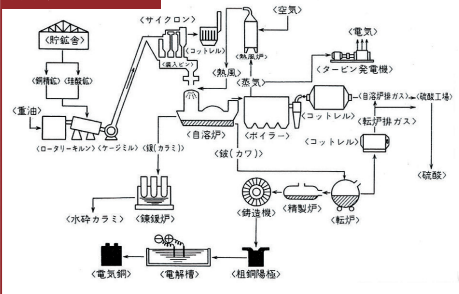 〈貯鉱舎〉
〈銅精鉱〉〈珪酸鉱〉
〈重油〉
〈ロータリーキルン〉〈ケージミル〉
〈サイクロン〉
〈コットレル〉
〈装入ビン〉
〈空気〉
〈熱風炉〉
〈熱風〉
〈蒸気〉
〈電気〉
〈タービン発電機〉
〈自溶炉〉
〈ボイラー〉
〈コットレル〉
〈自溶炉排ガス〉
〈硫酸工場〉
〈転炉排ガス〉
〈コットレル〉
〈硫酸〉
〈鍰(カラミ)〉
〈鈹(カワ)〉
〈水砕カラミ〉
〈錬鍰炉〉
〈鋳造機〉
〈精製炉〉
〈転炉〉
〈電気銅〉
〈電解槽〉
〈粗銅陽極〉